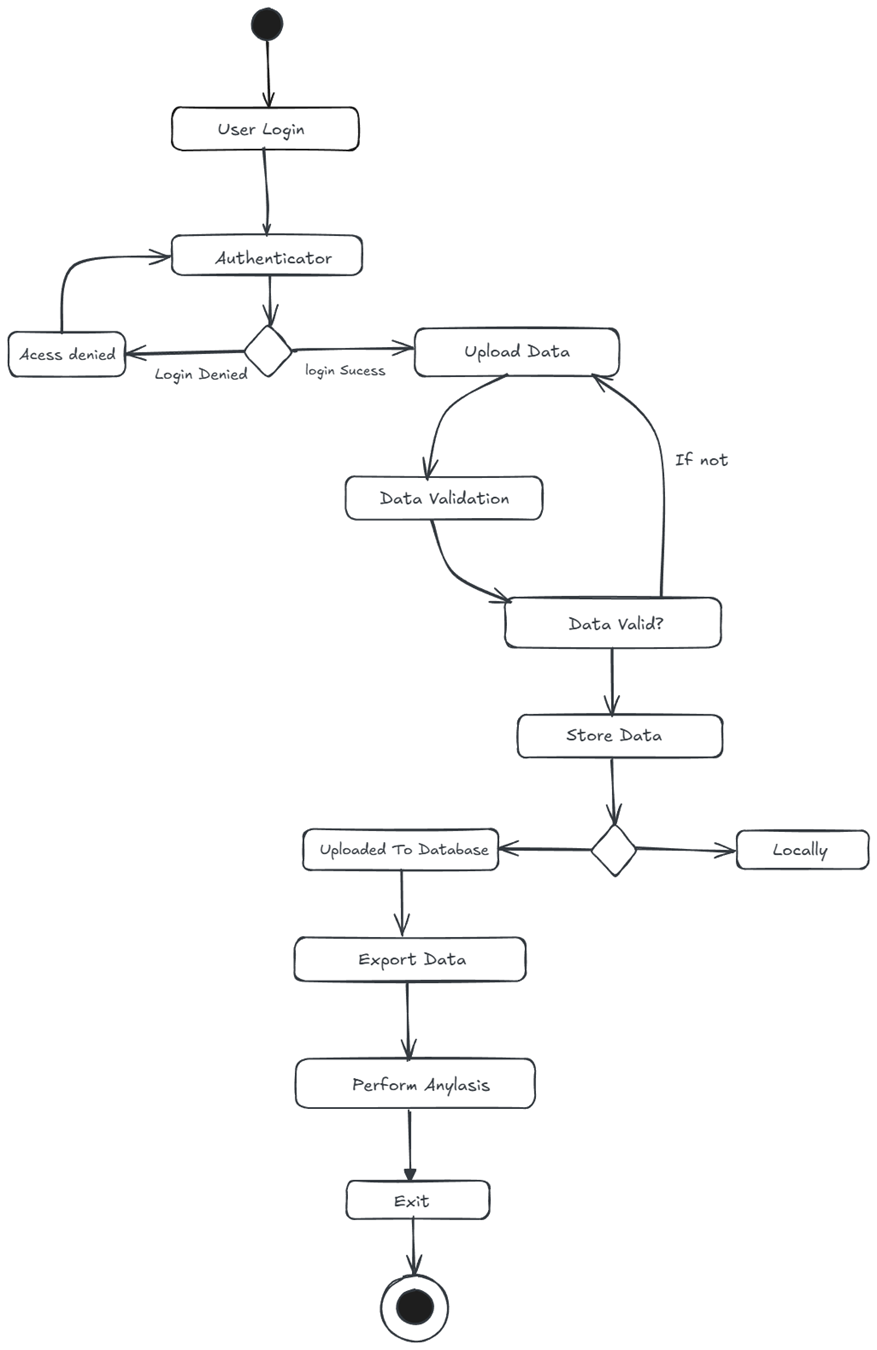 User Login
Authenticator
Acess denied
Login Denied
login Sucess
Upload Data
If not
Data Validation
Data Valid?
Store Data
Uploaded To Database
Locally
Export Data
Perform Anylasis
Exit